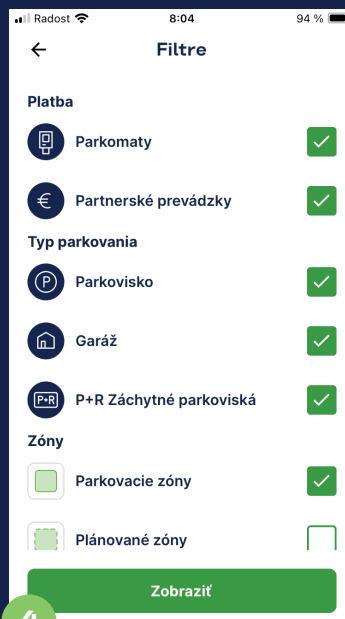 Radost 8:04 94 %
Filtre
Platba
Parkomaty
€ Partnerské prevádzky
Typ parkovania
P Parkovisko
Garáž
P+R P+R Záchytné parkoviská
Zóny
Parkovacie zóny
Plánované zóny
Zobraziť